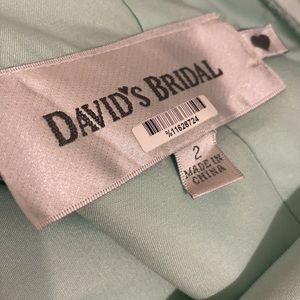 DAVID'S BRIDAL
%11628724
2
MADE IN
CHINA